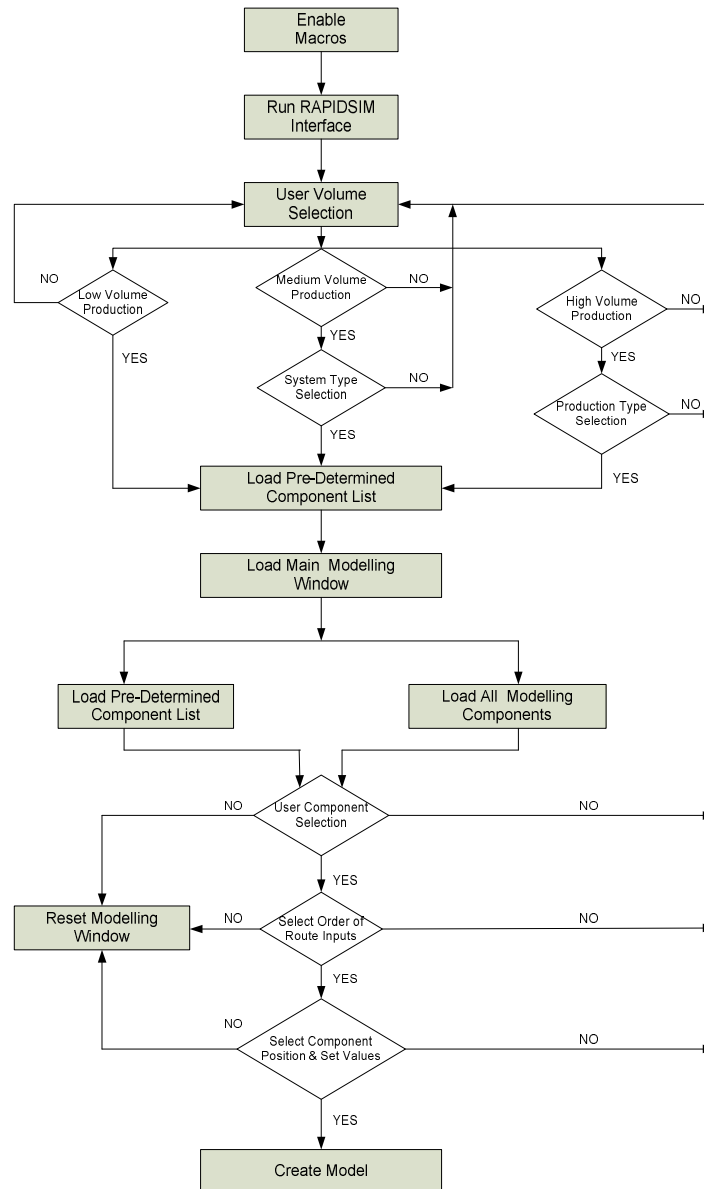 Enable
Macros
Run RAPIDSIM
Interface
User Volume
Selection
NO
Low Volume
Production
YES
Medium Volume
Production
NO
YES
System Type
Selection
NO
YES
High Volume
Production
NO
YES
Production Type
Selection
NO
YES
Load Pre-Determined
Component List
Load Main Modelling
Window
Load Pre-Determined
Component List
Load All Modelling
Components
NO
User Component
Selection
NO
YES
Reset Modelling
Window
NO
Select Order of
Route Inputs
NO
YES
NO
Select Component
Position & Set Values
NO
YES
Create Model